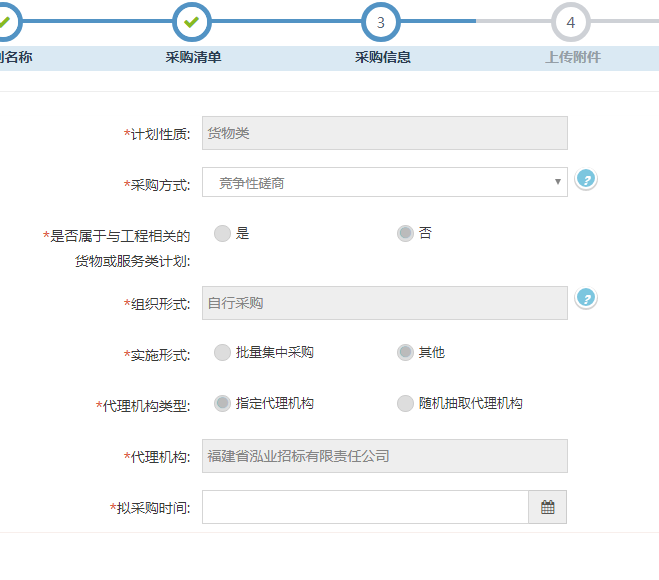 3
4
划名称
采购清单
采购信息
上传附件
*计划性质: 货物类
*采购方式: 竞争性磋商 ?
*是否属于与工程相关的 是 否
货物或服务类计划:
*组织形式: 自行采购 ?
*实施形式: 批量集中采购 其他
*代理机构类型: 指定代理机构 随机抽取代理机构
*代理机构: 福建省泓业招标有限责任公司
*拟采购时间: